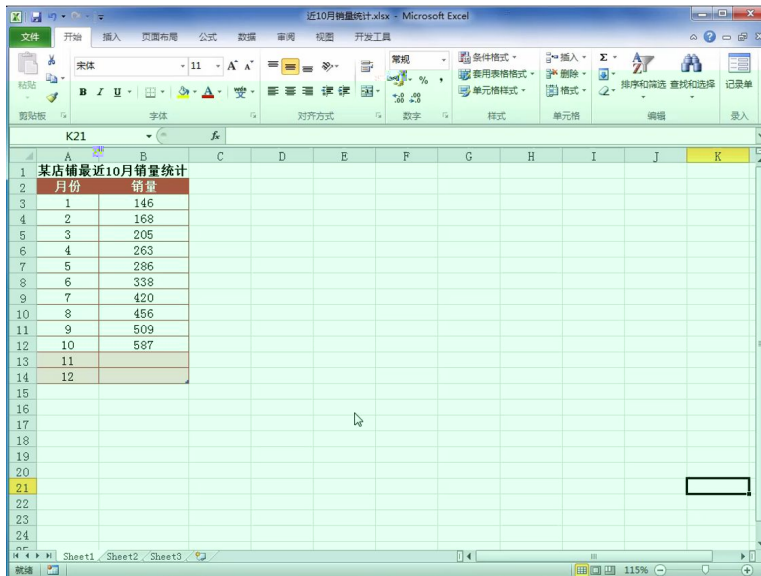 近10月销量统计.xlsx - Microsoft Excel
文件 开始 插入 页面布局 公式 数据 审阅 视图 开发工具
宋体 11 常规 条件格式 插入 Σ
粘贴 套用表格格式 删除 排序和筛选 查找和选择 记录单
B I U A 变 % , 单元格样式 格式
剪贴板 字体 对齐方式 数字 样式 单元格 编辑 录入
K21 fx
A B C D E F G H I J K
1 某店铺最近10月销量统计
2 月份 销量
3 1 146
4 2 168
5 3 205
6 4 263
7 5 286
8 6 338
9 7 420
10 8 456
11 9 509
12 10 587
13 11
14 12
15
16
17
18
19
20
21
22
23
24
Sheet1 Sheet2 Sheet3
就绪 115%